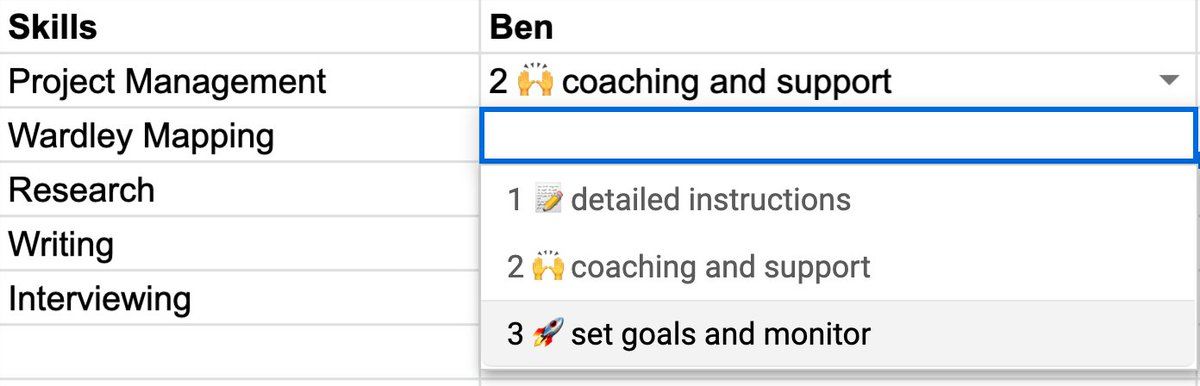 Skills Ben
Project Management 2 🙌 coaching and support
Wardley Mapping
Research
1 📝 detailed instructions
Writing
2 🙌 coaching and support
Interviewing
3 🚀 set goals and monitor